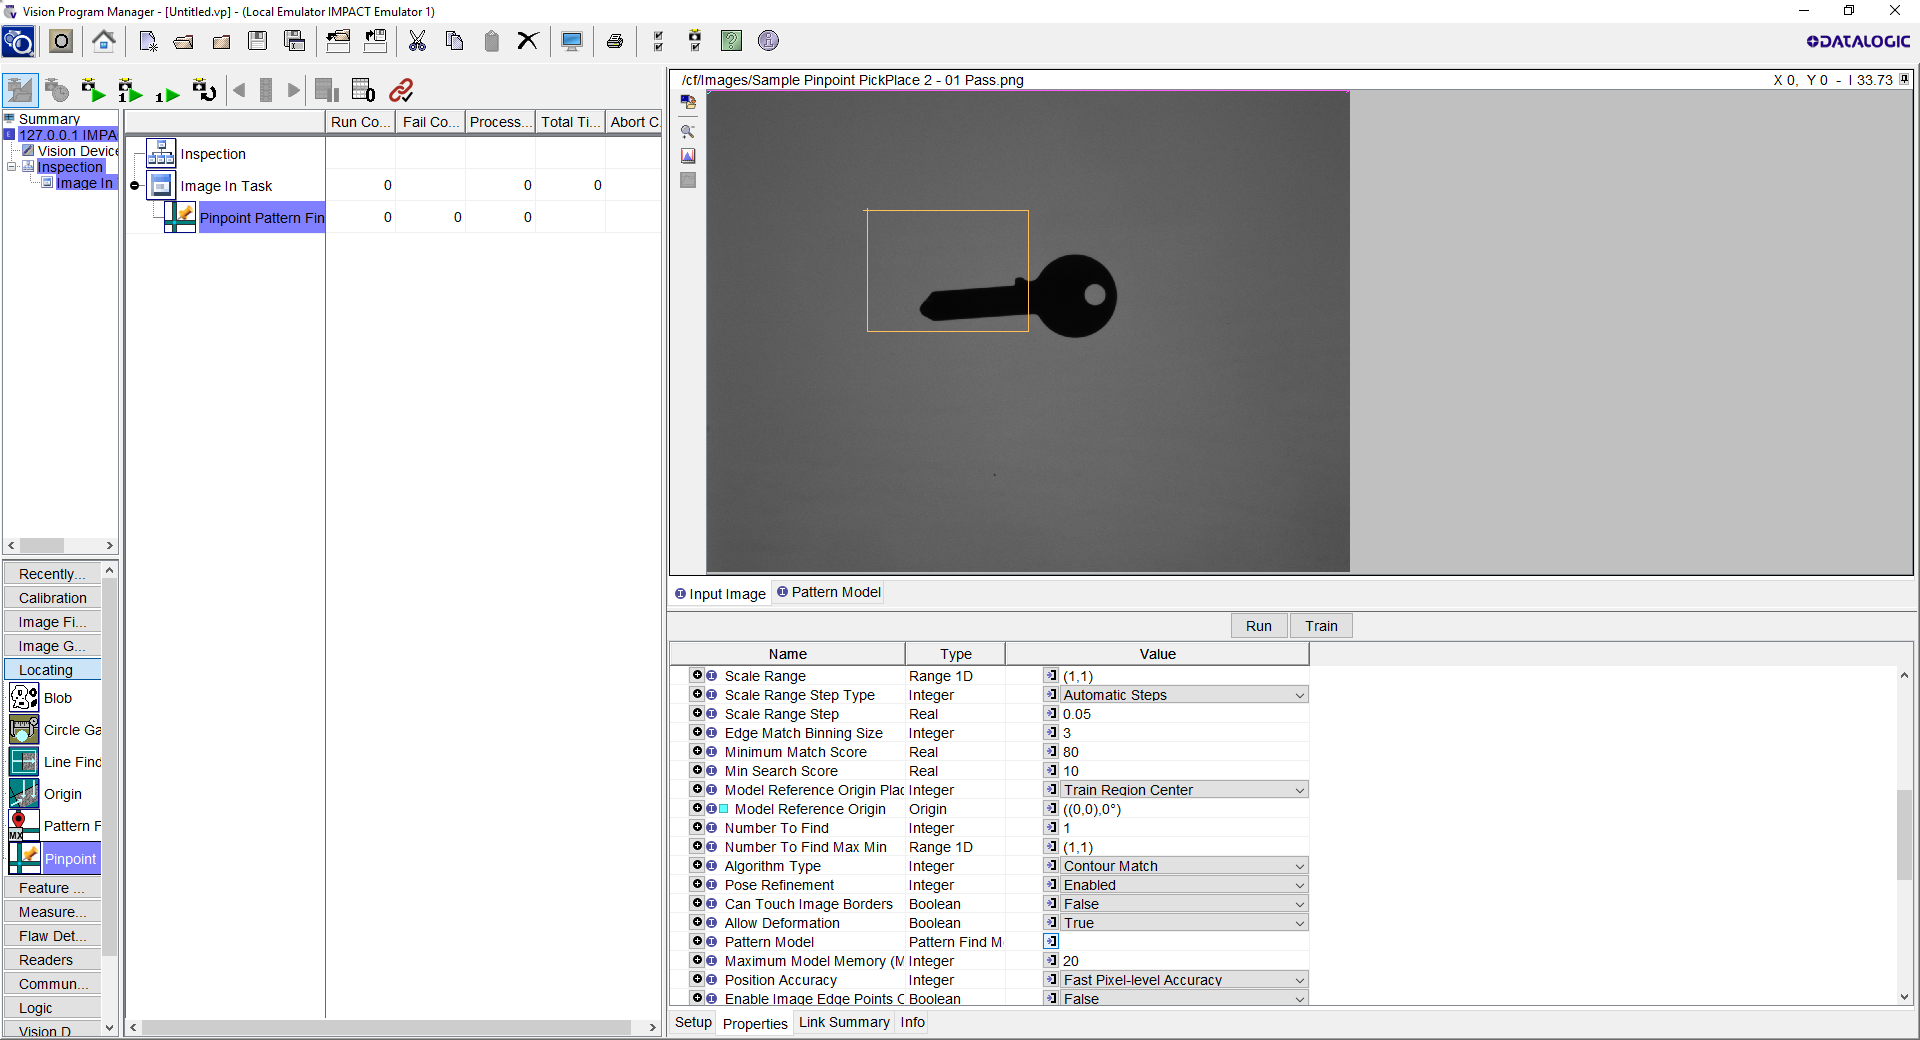 Vision Program Manager - [Untitled.vp] - (Local Emulator IMPACT Emulator 1)
DATALOGIC
Summary
127.0.0.1 IMPA
Vision Device
Inspection
Image In
Run Co... Fail Co... Process... Total Ti... Abort C
Inspection
Image In Task 0 0 0
Pinpoint Pattern Fin 0 0 0
/cf/Images/Sample Pinpoint PickPlace 2 - 01 Pass.png
X 0, Y 0 - I 33.73
Input Image
Pattern Model
Run
Train
Name Type Value
Scale Range Range 1D (1,1)
Scale Range Step Type Integer Automatic Steps
Scale Range Step Real 0.05
Edge Match Binning Size Integer 3
Minimum Match Score Real 80
Min Search Score Real 10
Model Reference Origin Plac Integer Train Region Center
Model Reference Origin Origin ((0,0),0°)
Number To Find Integer 1
Number To Find Max Min Range 1D (1,1)
Algorithm Type Integer Contour Match
Pose Refinement Integer Enabled
Can Touch Image Borders Boolean False
Allow Deformation Boolean True
Pattern Model Pattern Find M
Maximum Model Memory (M Integer 20
Position Accuracy Integer Fast Pixel-level Accuracy
Enable Image Edge Points C Boolean False
Setup Properties Link Summary Info
Recently...
Calibration
Image Fi...
Image G...
Locating
Blob
Circle Ga
Line Find
Origin
MX Pattern F
Pinpoint
Feature ...
Measure...
Flaw Det...
Readers
Commun...
Logic
Vision D